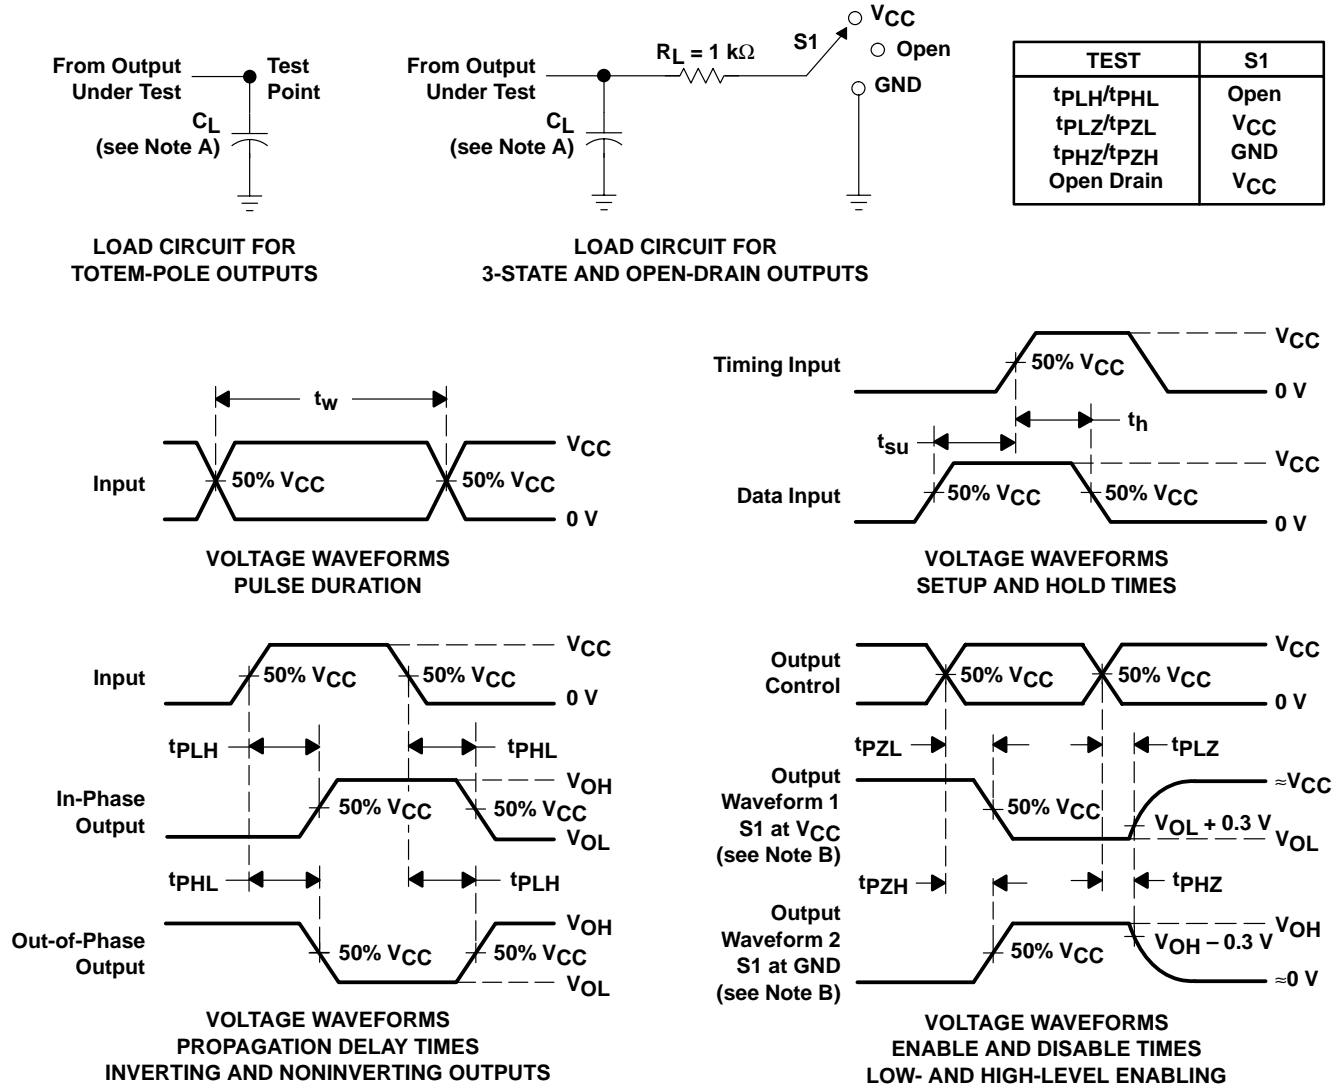 From Output
Under Test
Test
Point
CL
(see Note A)
LOAD CIRCUIT FOR
TOTEM-POLE OUTPUTS
From Output
Under Test
RL = 1 kΩ
S1
VCC
Open
GND
CL
(see Note A)
LOAD CIRCUIT FOR
3-STATE AND OPEN-DRAIN OUTPUTS
TEST S1
tPLH/tPHL Open
tPLZ/tPZL VCC
tPHZ/tPZH GND
Open Drain VCC
tw
Input
50% VCC
50% VCC
VCC
0 V
VOLTAGE WAVEFORMS
PULSE DURATION
Timing Input
50% VCC
VCC
0 V
th
tsu
Data Input
50% VCC
50% VCC
VCC
0 V
VOLTAGE WAVEFORMS
SETUP AND HOLD TIMES
Input
50% VCC
50% VCC
VCC
0 V
tPLH
tPHL
In-Phase
Output
50% VCC
50% VCC
VOH
VOL
tPHL
tPLH
Out-of-Phase
Output
50% VCC
50% VCC
VOH
VOL
VOLTAGE WAVEFORMS
PROPAGATION DELAY TIMES
INVERTING AND NONINVERTING OUTPUTS
Output
Control
50% VCC
50% VCC
VCC
0 V
tPZL
tPLZ
Output
Waveform 1
S1 at VCC
(see Note B)
50% VCC
VOL + 0.3 V
≈VCC
VOL
tPZH
tPHZ
Output
Waveform 2
S1 at GND
(see Note B)
50% VCC
VOH − 0.3 V
VOH
≈0 V
VOLTAGE WAVEFORMS
ENABLE AND DISABLE TIMES
LOW- AND HIGH-LEVEL ENABLING